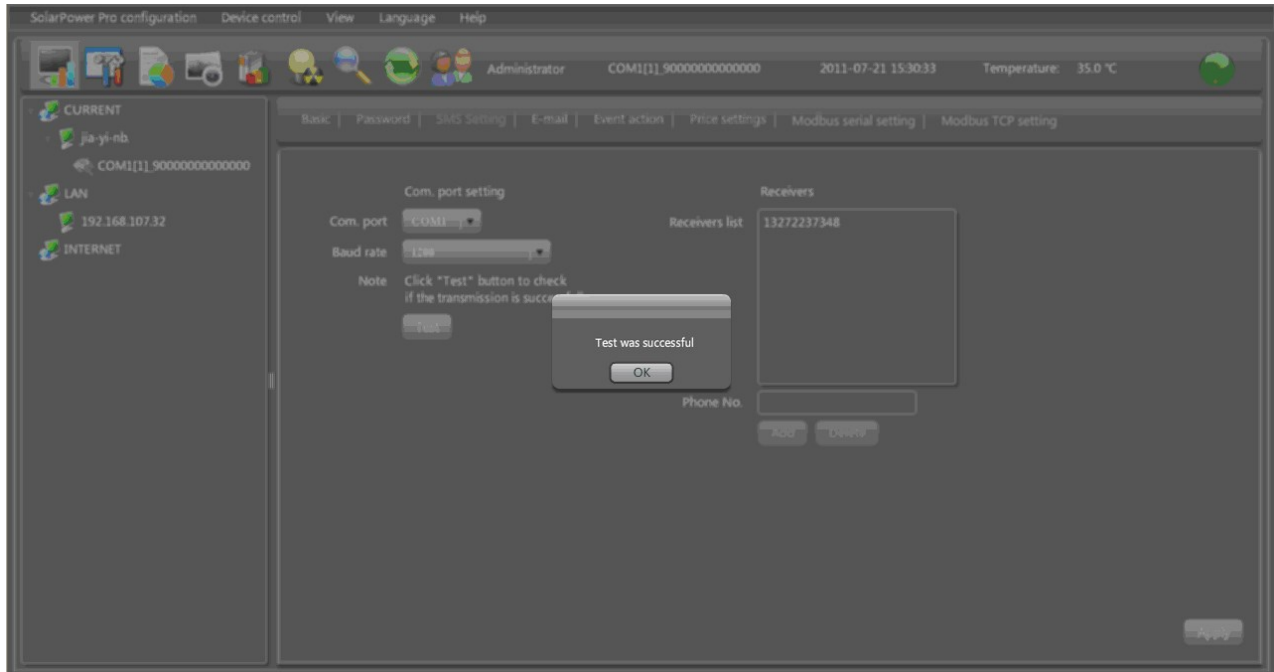 SolarPower Pro configuration Device control View Language Help
Administrator COM1[1]_90000000000000 2011-07-21 15:30:33 Temperature: 35.0 ℃
CURRENT
jia-yi-nb.
COM1[1]_90000000000000
LAN
192.168.107.32
INTERNET
Basic | Password | SMS Setting | E-mail | Event action | Price settings | Modbus serial setting | Modbus TCP setting
Com. port setting
Com. port COM1
Baud rate 1200
Note Click "Test" button to check
if the transmission is
Test
Receivers
Receivers list 13272237348
Phone No.
Add Delete
Test was successful
OK
Apply